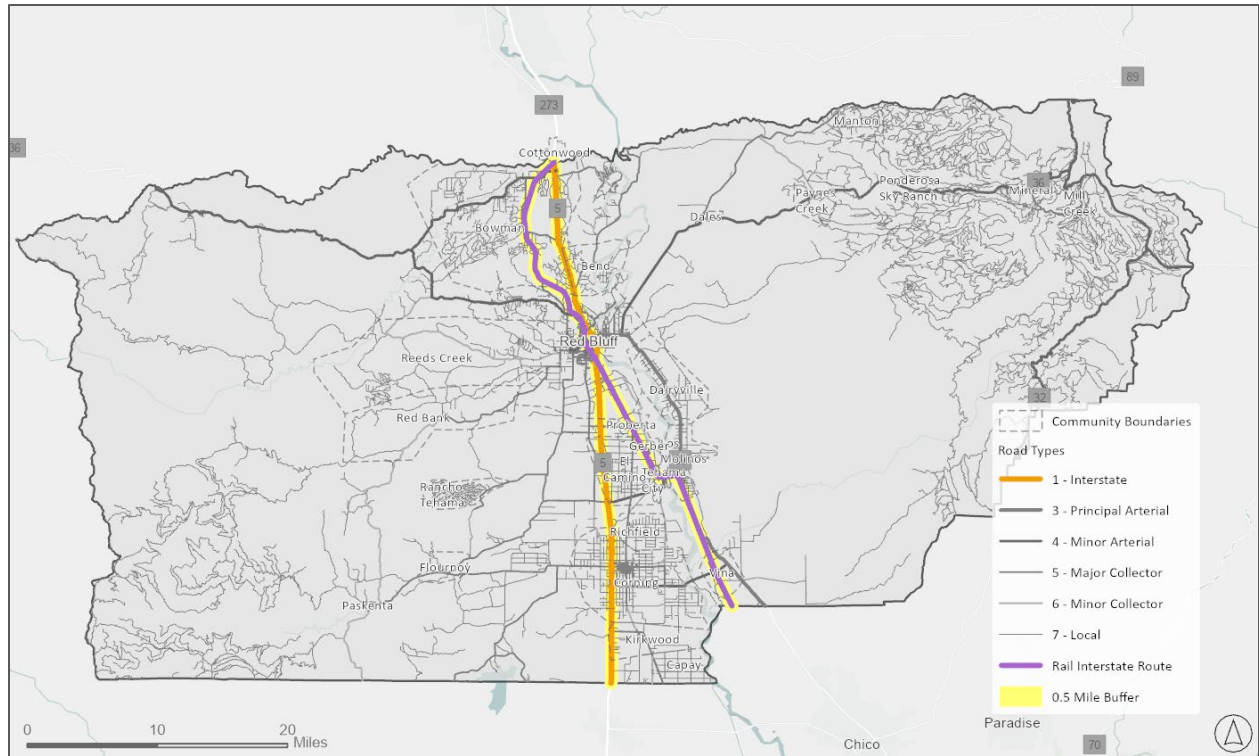 89
273
36
Manton
Cottonwood
Ponderosa
Sky Ranch
36
Mineral
Paynes
Creek
Mill
Creek
5
Dales
Bowman
Bend
Red Bluff
Reeds Creek
Dairyville
32
Red Bank
Proberta
Gerber
Los
Molinos
5
El
Camino
Tehama
City
Rancho
Tehama
Richfield
Flournoy
Vina
Corning
Paskenta
Kirkwood
Capay
Community Boundaries
Road Types
1 - Interstate
3 - Principal Arterial
4 - Minor Arterial
5 - Major Collector
6 - Minor Collector
7 - Local
Rail Interstate Route
0.5 Mile Buffer
0 10 20
Miles
Paradise
Chico
70